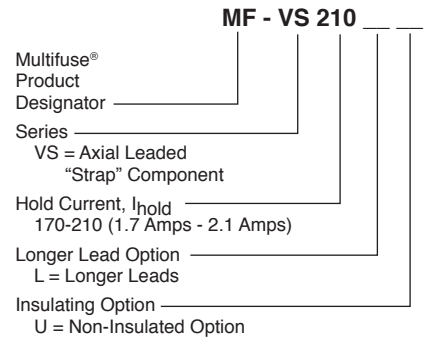 MF - VS 210 __ __
Multifuse®
Product
Designator
Series
VS = Axial Leaded
“Strap” Component
Hold Current, Ihold
170-210 (1.7 Amps - 2.1 Amps)
Longer Lead Option
L = Longer Leads
Insulating Option
U = Non-Insulated Option